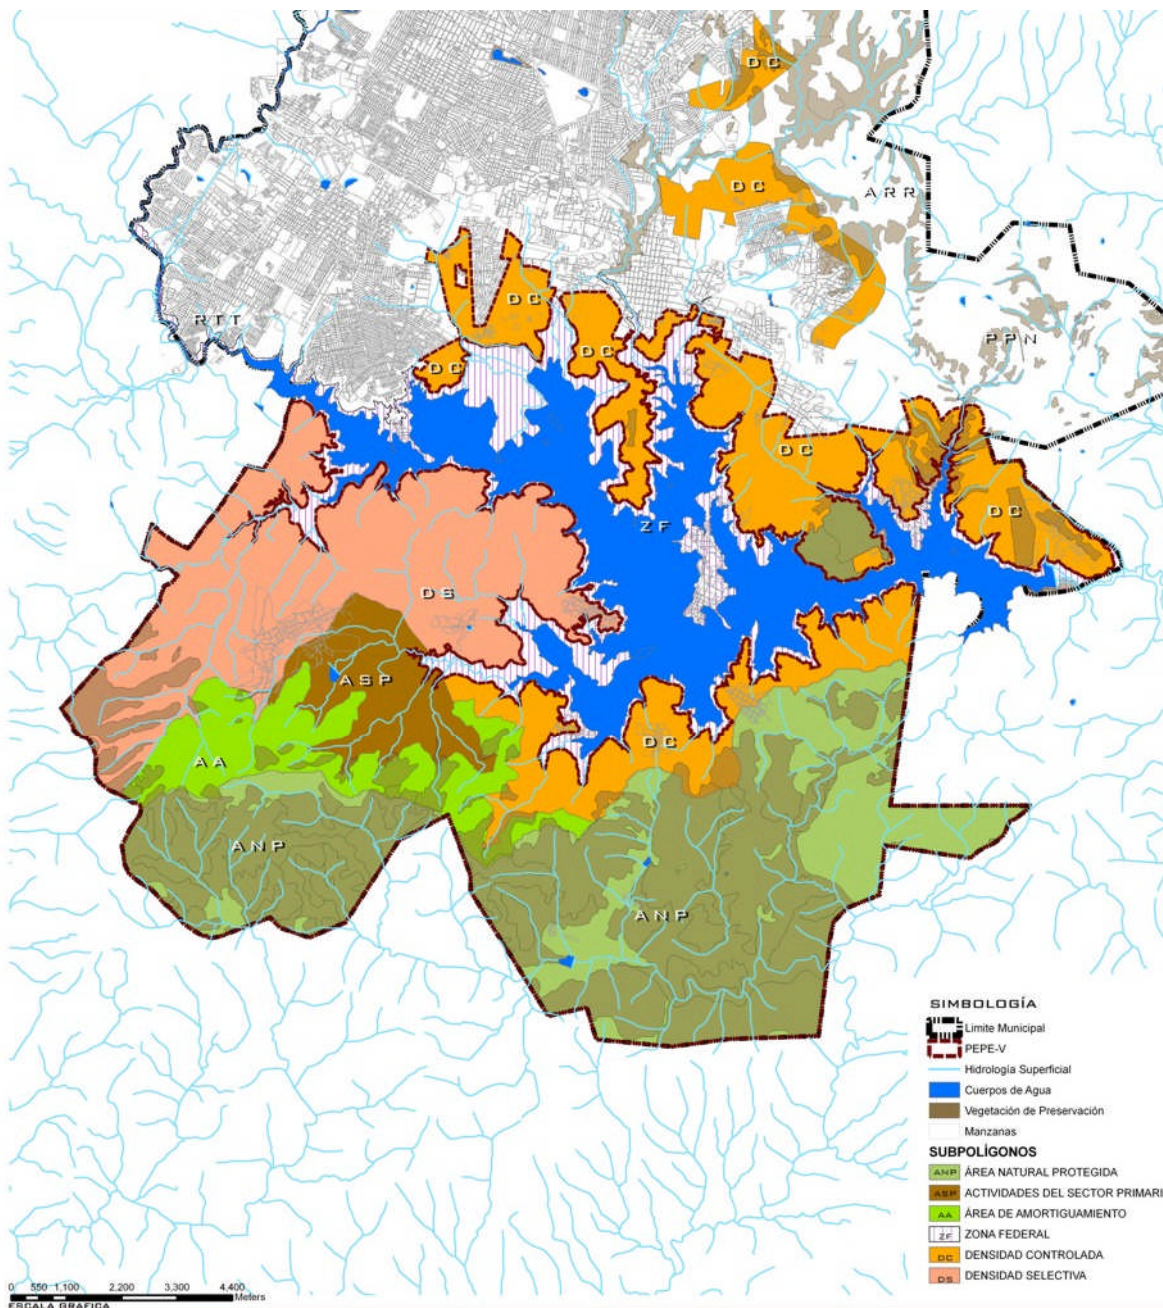 DC
DC
ARR
DC
RTT
PPN
DC
DC
DC
DC
ZF
DS
ASP
DC
AA
ANP
ANP
SIMBOLOGÍA
Limite Municipal
PEPE-V
Hidrología Superficial
Cuerpos de Agua
Vegetación de Preservación
Manzanas
SUBPOLÍGONOS
ANP ÁREA NATURAL PROTEGIDA
ASP ACTIVIDADES DEL SECTOR PRIMARI
AA ÁREA DE AMORTIGUAMIENTO
ZF ZONA FEDERAL
DC DENSIDAD CONTROLADA
DS DENSIDAD SELECTIVA
0 550 1,100 2,200 3,300 4,400
Meters
ESCALA GRAFICA